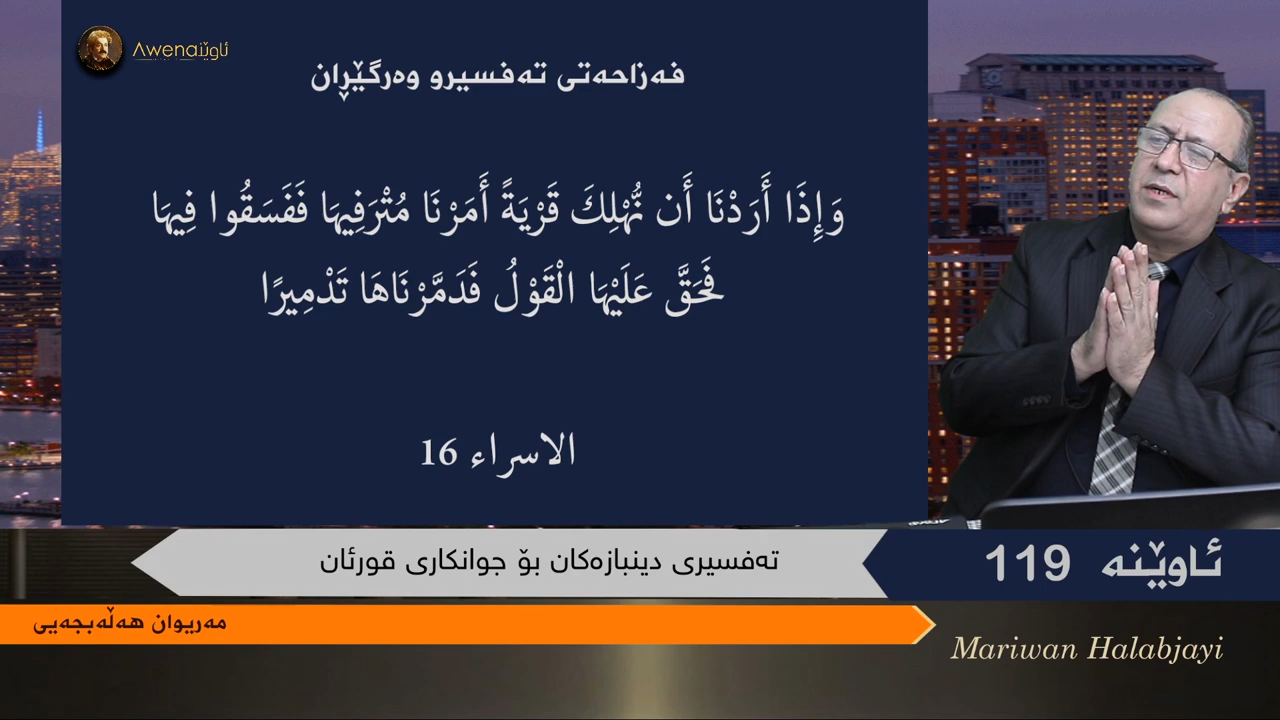 Awenaئاوێنە
فەزاحەتی تەفسیرو وەرگێڕان
وَإِذَا أَرَدْنَا أَن نُّهْلِكَ قَرْيَةً أَمَرْنَا مُتْرَفِيهَا فَفَسَقُوا فِيهَا
فَحَقَّ عَلَيْهَا الْقَوْلُ فَدَمَّرْنَاهَا تَدْمِيرًا
الاسراء 16
ئاوێنە 119
تەفسیری دینبازەکان بۆ جوانکاری قورئان
مەریوان هەڵەبجەیی
Mariwan Halabjayi